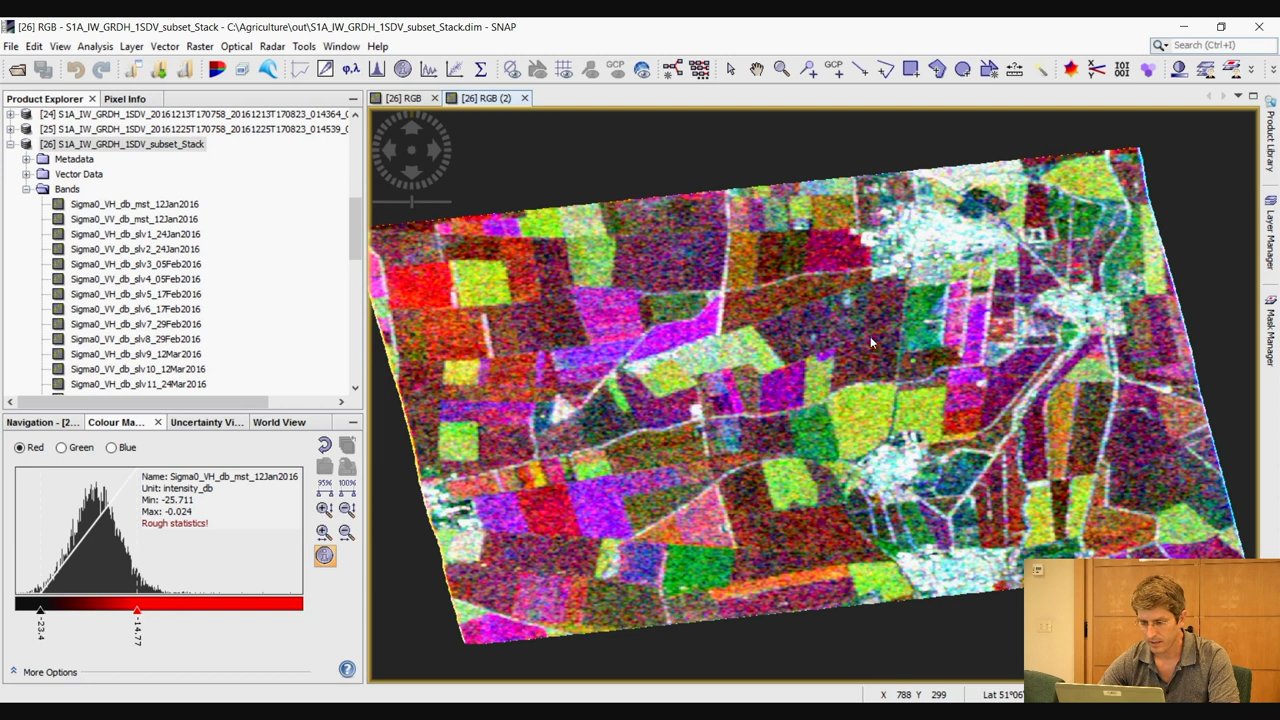 [26] RGB - S1A_IW_GRDH_1SDV_subset_Stack - C:\Agriculture\out\S1A_IW_GRDH_1SDV_subset_Stack.dim - SNAP
File Edit View Analysis Layer Vector Raster Optical Radar Tools Window Help
Search (Ctrl+I)
Product Explorer Pixel Info
[26] RGB [26] RGB (2)
[24] S1A_IW_GRDH_1SDV_20161213T170758_20161213T170823_014364_
[25] S1A_IW_GRDH_1SDV_20161225T170758_20161225T170823_014539_
[26] S1A_IW_GRDH_1SDV_subset_Stack
Metadata
Vector Data
Bands
Sigma0_VH_db_mst_12Jan2016
Sigma0_VV_db_mst_12Jan2016
Sigma0_VH_db_slv1_24Jan2016
Sigma0_VV_db_slv2_24Jan2016
Sigma0_VH_db_slv3_05Feb2016
Sigma0_VV_db_slv4_05Feb2016
Sigma0_VH_db_slv5_17Feb2016
Sigma0_VV_db_slv6_17Feb2016
Sigma0_VH_db_slv7_29Feb2016
Sigma0_VV_db_slv8_29Feb2016
Sigma0_VH_db_slv9_12Mar2016
Sigma0_VV_db_slv10_12Mar2016
Sigma0_VH_db_slv11_24Mar2016
Navigation - [2... Colour Ma... Uncertainty Vi... World View
Red Green Blue
Name: Sigma0_VH_db_mst_12Jan2016
Unit: intensity_db
Min: -25.711
Max: -0.024
Rough statistics!
95% 100%
-23.4 -14.77
More Options
Product Library
Layer Manager
Mask Manager
X 788 Y 299 Lat 51°06